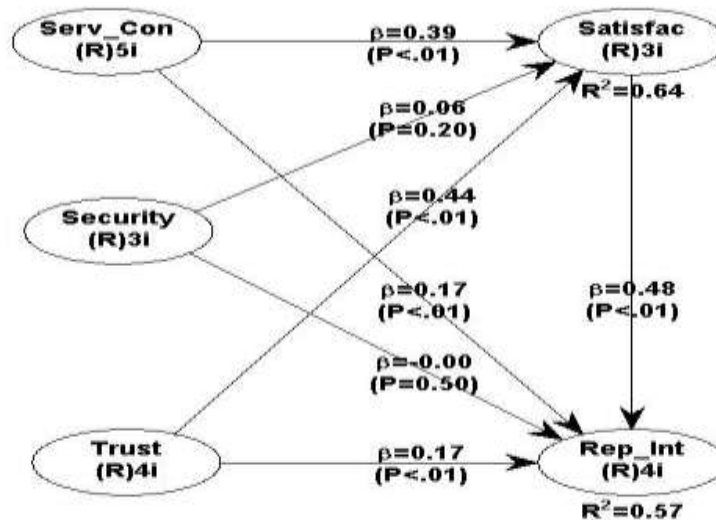 Serv_Con
(R)5i
β=0.39
(P<.01)
Satisfac
(R)3i
R²=0.64
β=0.06
(P=0.20)
Security
(R)3i
β=0.44
(P<.01)
β=0.17
(P<.01)
β=0.48
(P<.01)
β=-0.00
(P=0.50)
Trust
(R)4i
β=0.17
(P<.01)
Rep_Int
(R)4i
R²=0.57